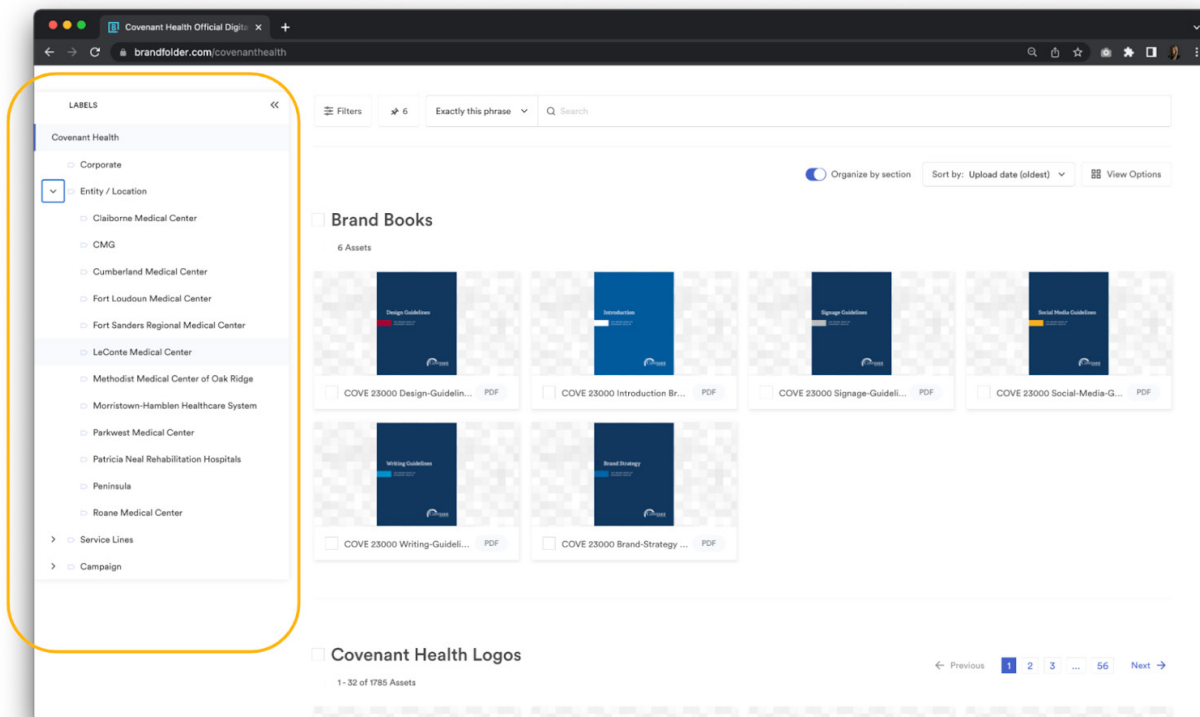 Covenant Health Official Digita
brandfolder.com/covenanthealth
LABELS
Covenant Health
Corporate
Entity / Location
Claiborne Medical Center
CMG
Cumberland Medical Center
Fort Loudoun Medical Center
Fort Sanders Regional Medical Center
LeConte Medical Center
Methodist Medical Center of Oak Ridge
Morristown-Hamblen Healthcare System
Parkwest Medical Center
Patricia Neal Rehabilitation Hospitals
Peninsula
Roane Medical Center
Service Lines
Campaign
Filters
6
Exactly this phrase
Search
Organize by section
Sort by: Upload date (oldest)
View Options
Brand Books
6 Assets
Design Guidelines
COVE 23000 Design-Guidelin... PDF
Introduction
COVE 23000 Introduction Br... PDF
Signage Guidelines
COVE 23000 Signage-Guideli... PDF
Social Media Guidelines
COVE 23000 Social-Media-G... PDF
Writing Guidelines
COVE 23000 Writing-Guideli... PDF
Brand Strategy
COVE 23000 Brand-Strategy ... PDF
Covenant Health Logos
1 - 32 of 1785 Assets
Previous 1 2 3 ... 56 Next